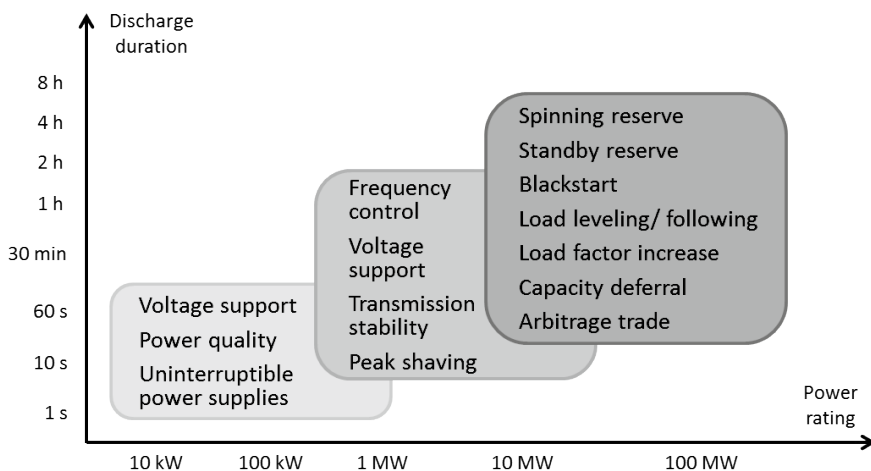 Discharge
duration
8 h
4 h
2 h
1 h
30 min
60 s
10 s
1 s
Voltage support
Power quality
Uninterruptible
power supplies
Frequency
control
Voltage
support
Transmission
stability
Peak shaving
Spinning reserve
Standby reserve
Blackstart
Load leveling/ following
Load factor increase
Capacity deferral
Arbitrage trade
Power
rating
10 kW
100 kW
1 MW
10 MW
100 MW